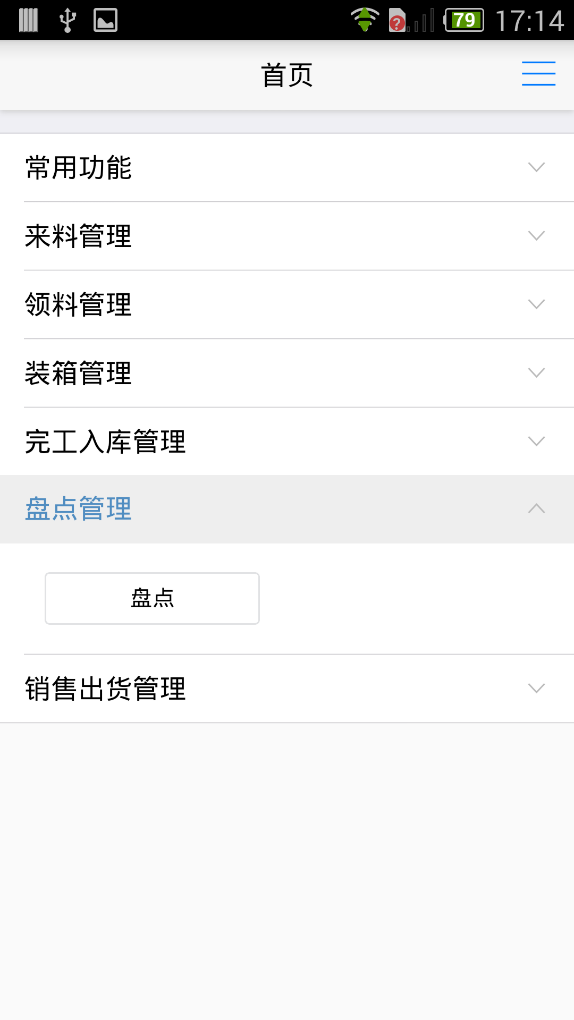 79 17:14
首页
常用功能
来料管理
领料管理
装箱管理
完工入库管理
盘点管理
盘点
销售出货管理